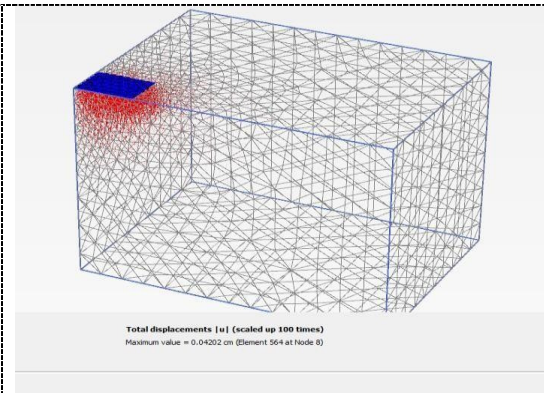 Total displacements |u| (scaled up 100 times)
Maximum value = 0.04202 cm (Element 564 at Node 8)